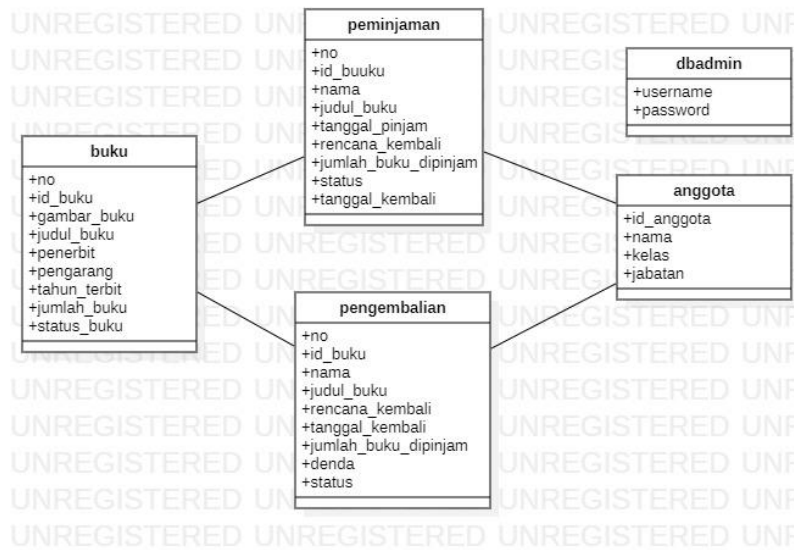 peminjaman
+no
+id_buuku
+nama
+judul_buku
+tanggal_pinjam
+rencana_kembali
+jumlah_buku_dipinjam
+status
+tanggal_kembali
dbadmin
+username
+password
buku
+no
+id_buku
+gambar_buku
+judul_buku
+penerbit
+pengarang
+tahun_terbit
+jumlah_buku
+status_buku
anggota
+id_anggota
+nama
+kelas
+jabatan
pengembalian
+no
+id_buku
+nama
+judul_buku
+rencana_kembali
+tanggal_kembali
+jumlah_buku_dipinjam
+denda
+status
UNREGISTERED UNREGISTERED UNREGISTERED